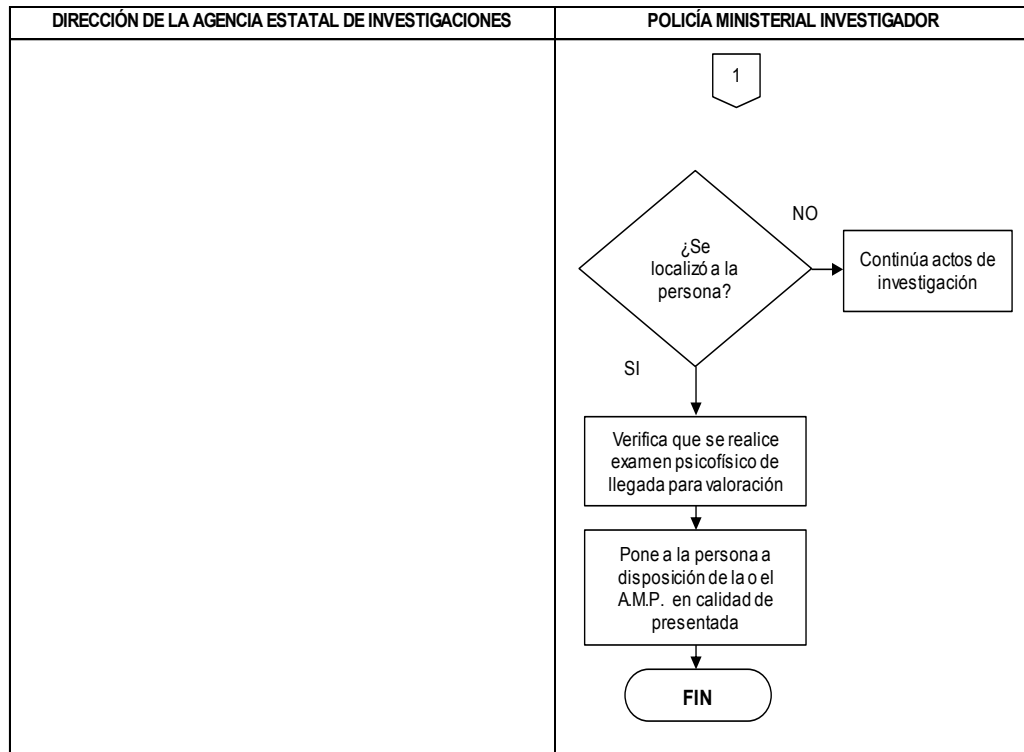 DIRECCIÓN DE LA AGENCIA ESTATAL DE INVESTIGACIONES
POLICÍA MINISTERIAL INVESTIGADOR
1
¿Se
localizó a la
persona?
NO
Continúa actos de
investigación
SI
Verifica que se realice
examen psicofísico de
llegada para valoración
Pone a la persona a
disposición de la o el
A.M.P. en calidad de
presentada
FIN